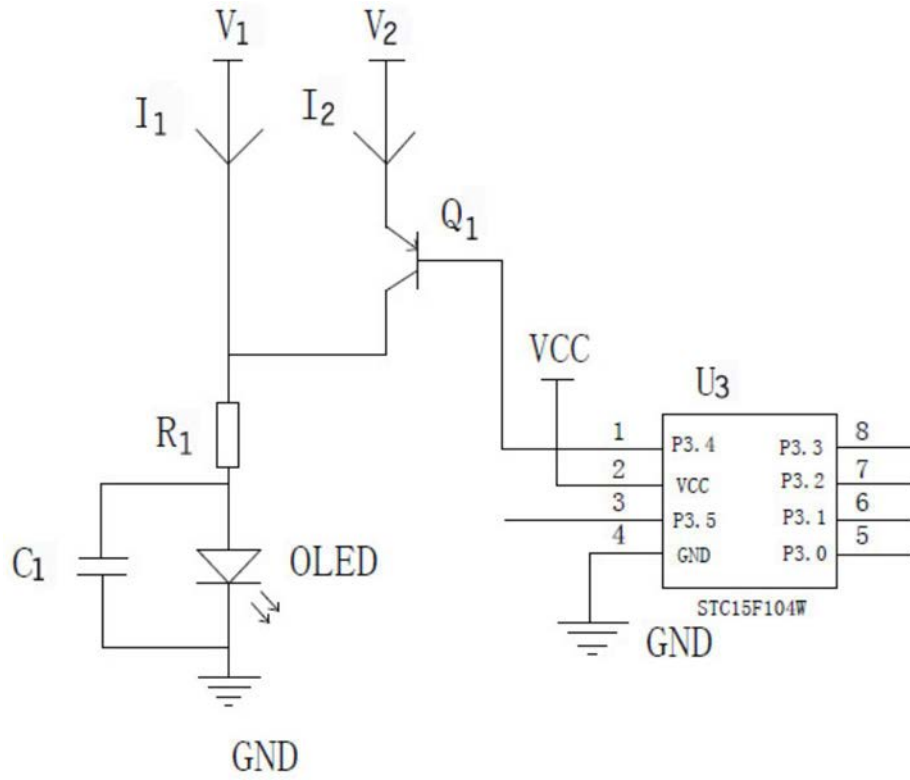 V1
V2
I1
I2
Q1
VCC
U3
R1
1
P3.4
P3.3
8
2
VCC
P3.2
7
3
P3.5
P3.1
6
4
GND
P3.0
5
C1
OLED
STC15F104W
GND
GND